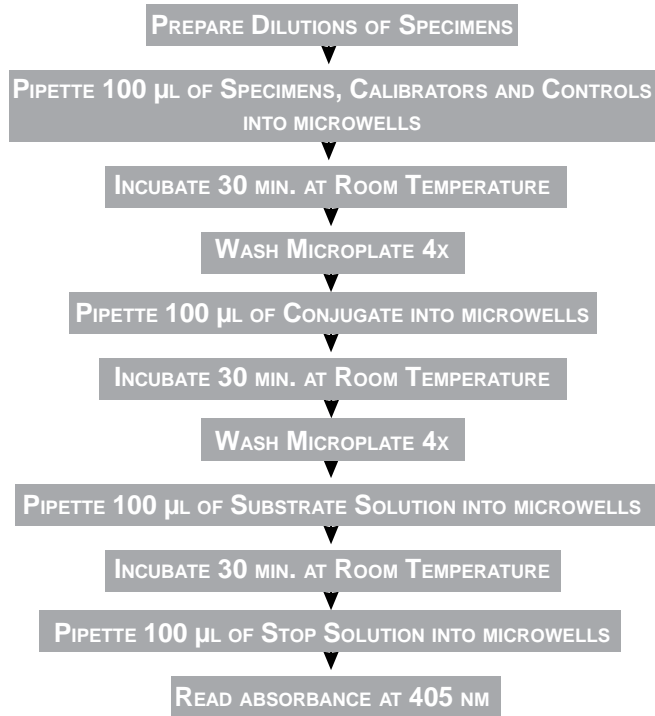 Prepare Dilutions of Specimens
Pipette 100 µl of Specimens, Calibrators and Controls
into microwells
Incubate 30 min. at Room Temperature
Wash Microplate 4x
Pipette 100 µl of Conjugate into microwells
Incubate 30 min. at Room Temperature
Wash Microplate 4x
Pipette 100 µl of Substrate Solution into microwells
Incubate 30 min. at Room Temperature
Pipette 100 µl of Stop Solution into microwells
Read absorbance at 405 nm